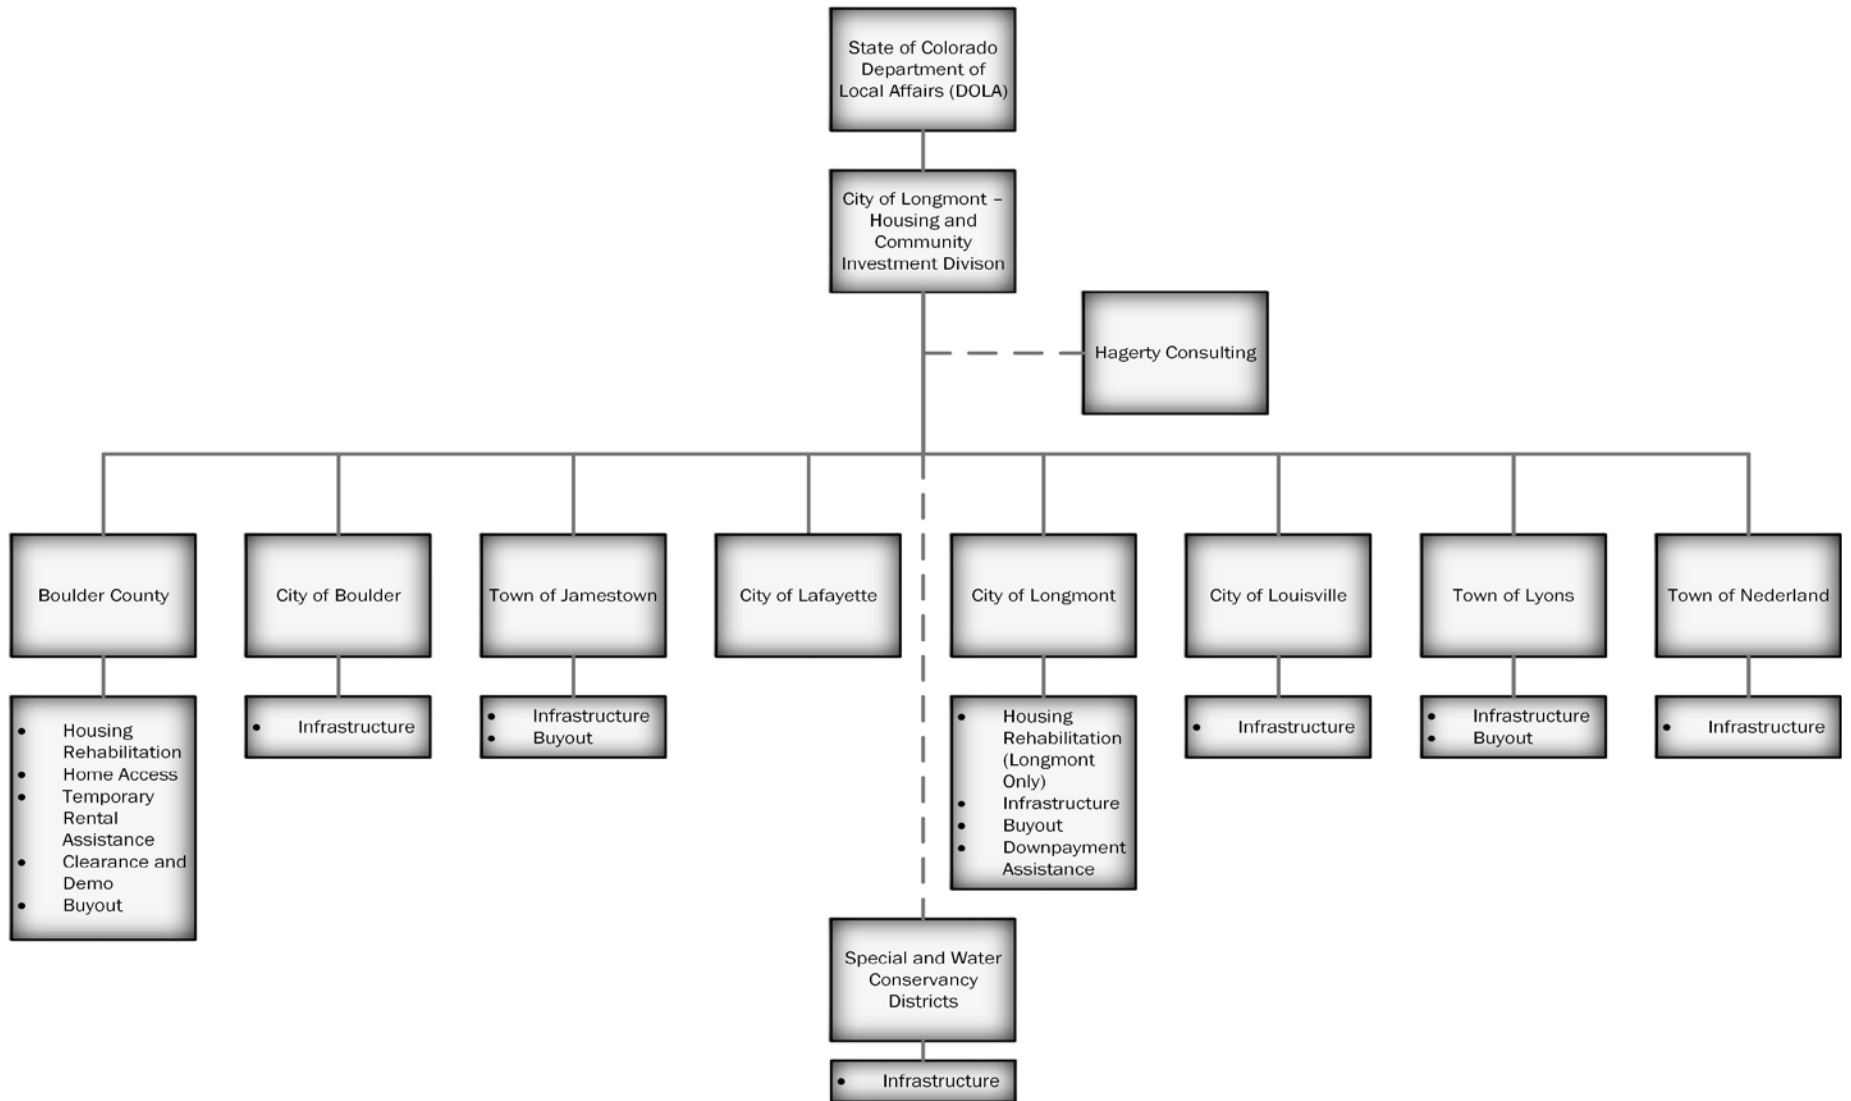 State of Colorado
Department of
Local Affairs (DOLA)
City of Longmont –
Housing and
Community
Investment Divison
Hagerty Consulting
Boulder County
City of Boulder
Town of Jamestown
City of Lafayette
City of Longmont
City of Louisville
Town of Lyons
Town of Nederland
• Housing
Rehabilitation
• Home Access
• Temporary
Rental
Assistance
• Clearance and
Demo
• Buyout
• Infrastructure
• Infrastructure
• Buyout
• Housing
Rehabilitation
(Longmont
Only)
• Infrastructure
• Buyout
• Downpayment
Assistance
• Infrastructure
• Infrastructure
• Buyout
• Infrastructure
Special and Water
Conservancy
Districts
• Infrastructure